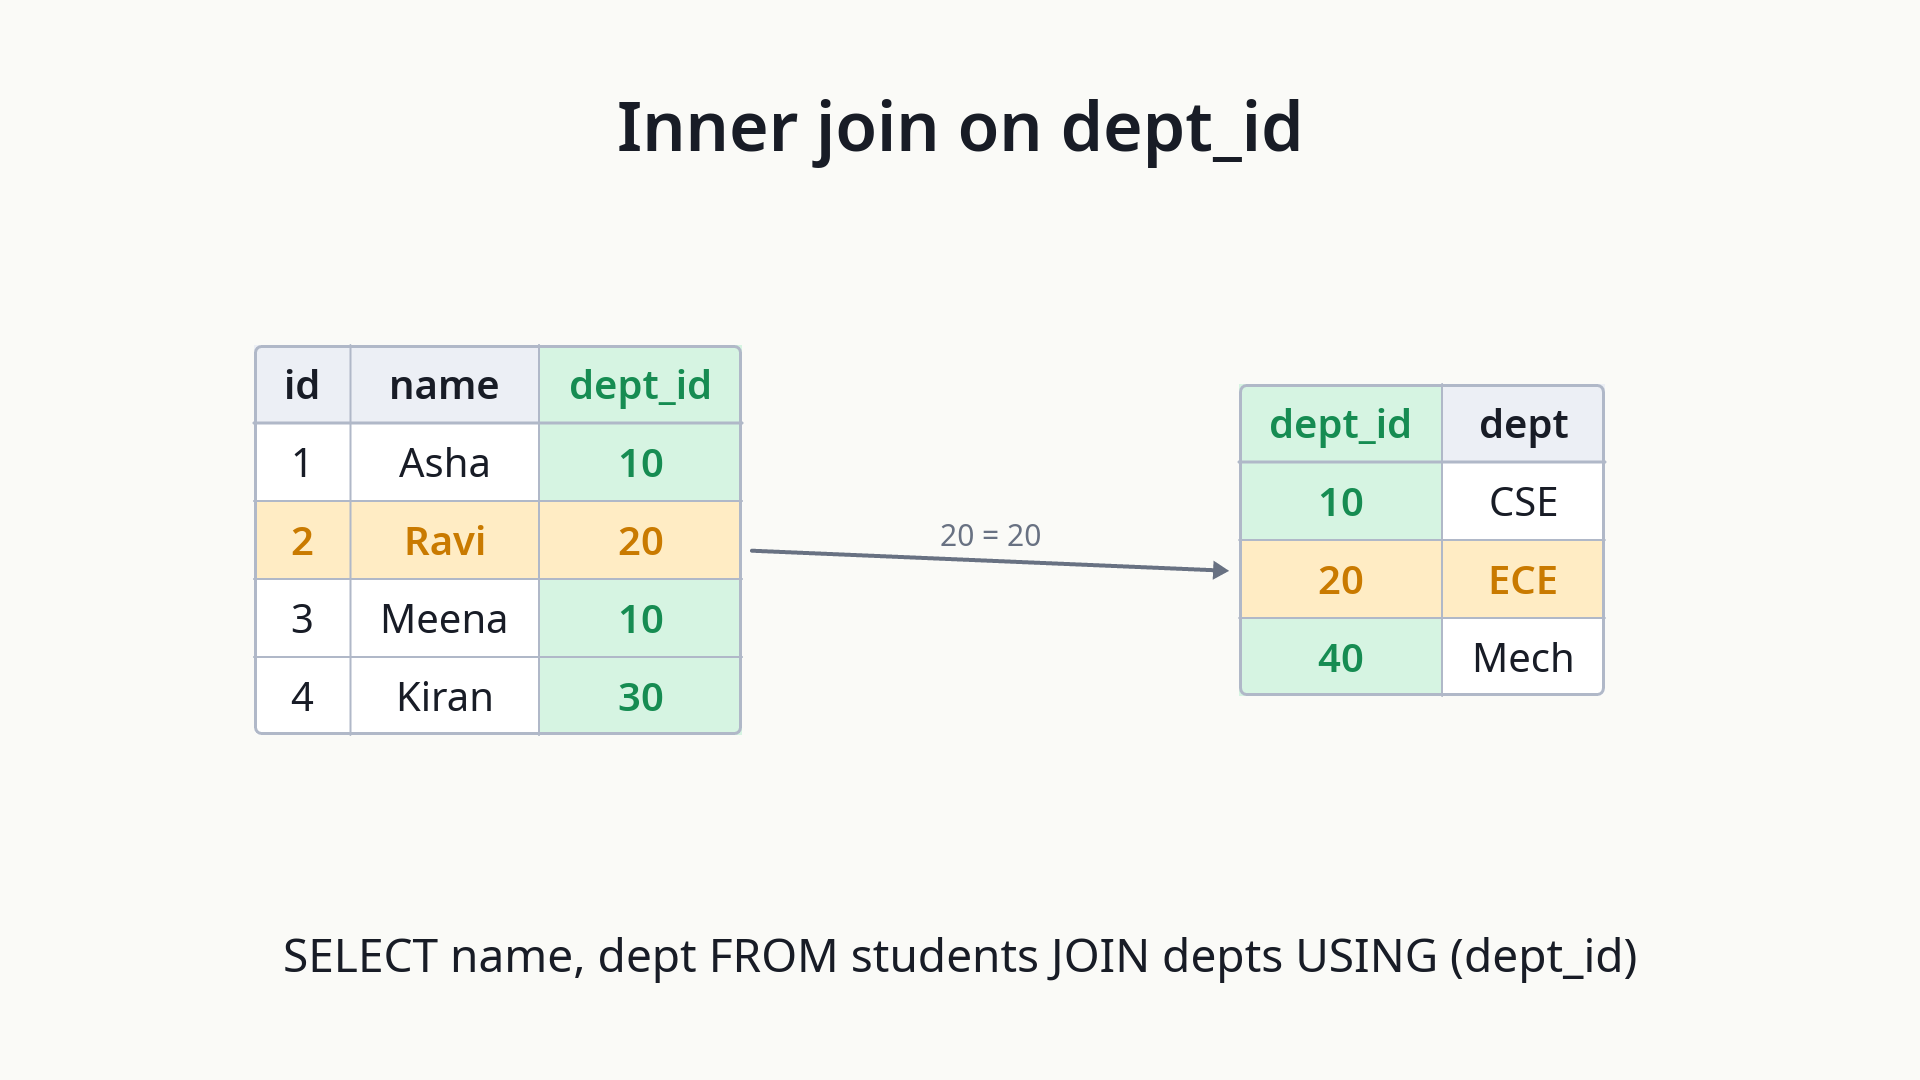 Inner join on dept_id
id name dept_id
1 Asha 10
2 Ravi 20
3 Meena 10
4 Kiran 30
20 = 20
dept_id dept
10 CSE
20 ECE
40 Mech
SELECT name, dept FROM students JOIN depts USING (dept_id)